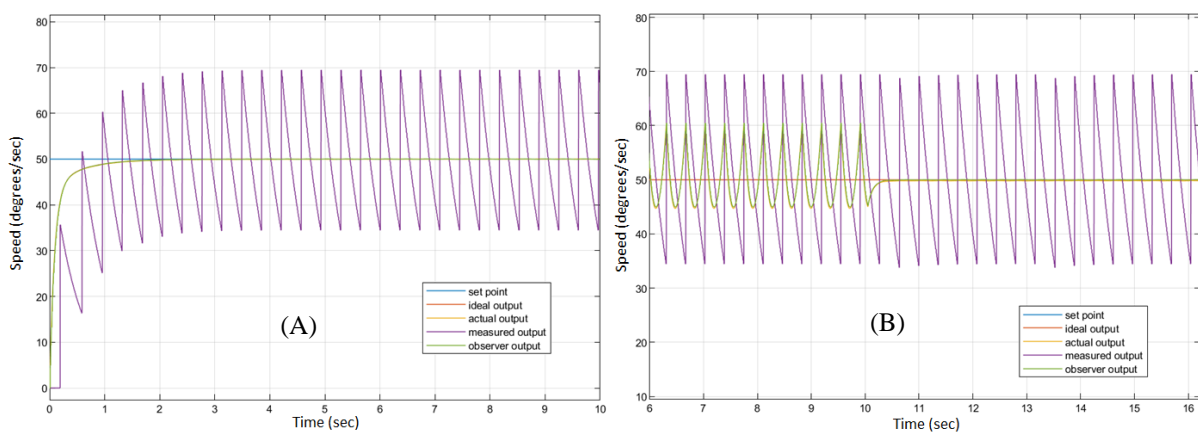 80
70
60
50
40
30
20
10
0
Speed (degrees/sec)
0 1 2 3 4 5 6 7 8 9 10
Time (sec)
set point
ideal output
actual output
measured output
observer output
(A)
80
70
60
50
40
30
20
10
Speed (degrees/sec)
6 7 8 9 10 11 12 13 14 15 16
Time (sec)
set point
ideal output
actual output
measured output
observer output
(B)